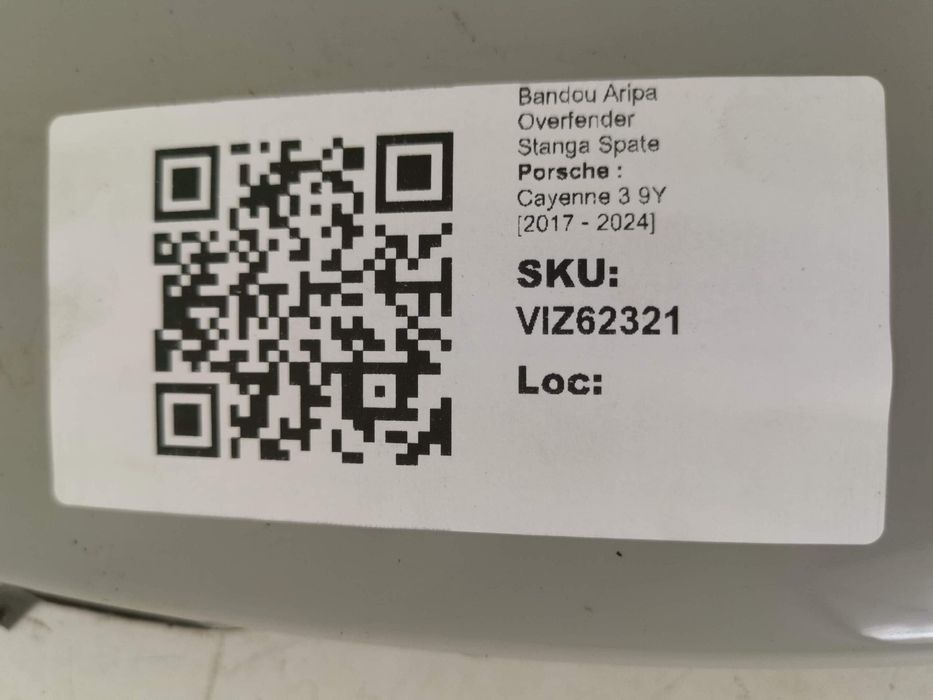 Bandou Aripa
Overfender
Stanga Spate
Porsche :
Cayenne 3 9Y
[2017 - 2024]
SKU:
VIZ62321
Loc: